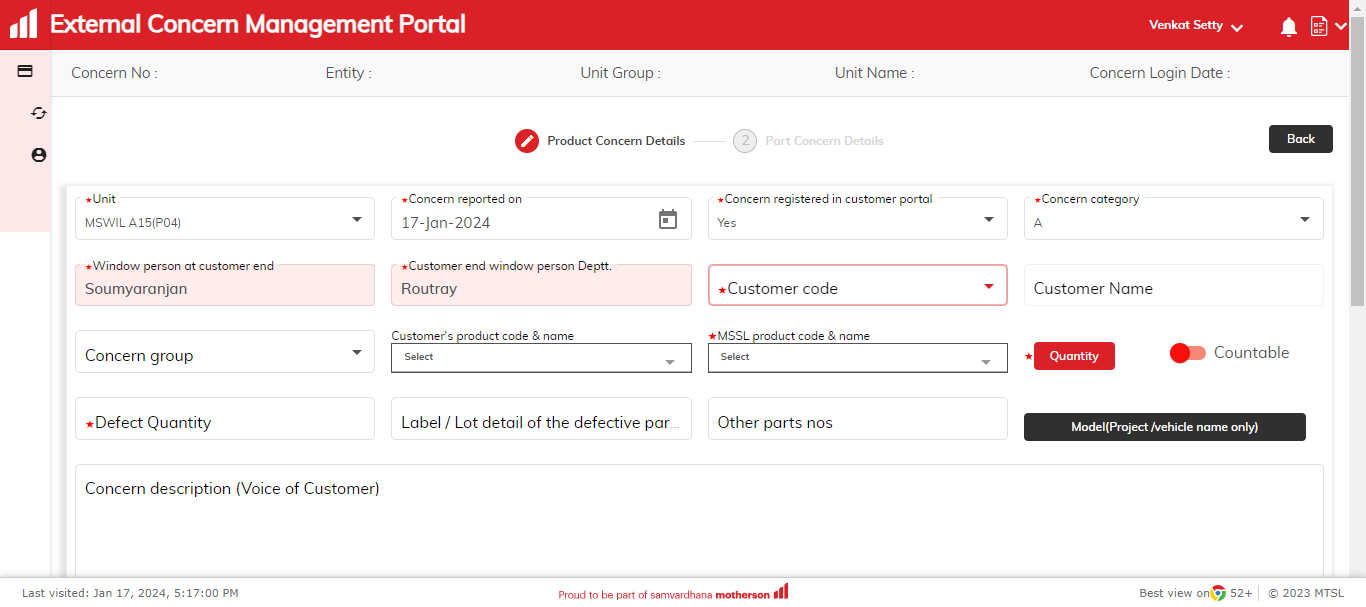 External Concern Management Portal
Venkat Setty
Concern No : Entity : Unit Group : Unit Name : Concern Login Date :
Product Concern Details 2 Part Concern Details Back
★Unit ★Concern reported on ★Concern registered in customer portal ★Concern category
MSWIL A15(P04) 17-Jan-2024 Yes A
★Window person at customer end ★Customer end window person Deptt.
Soumyaranjan Routray ★Customer code Customer Name
Customer's product code & name ★MSSL product code & name
Concern group Select Select ★ Quantity Countable
★Defect Quantity Label / Lot detail of the defective par... Other parts nos Model(Project /vehicle name only)
Concern description (Voice of Customer)
Last visited: Jan 17, 2024, 5:17:00 PM Proud to be part of samvardhana motherson Best view on 52+ © 2023 MTSL